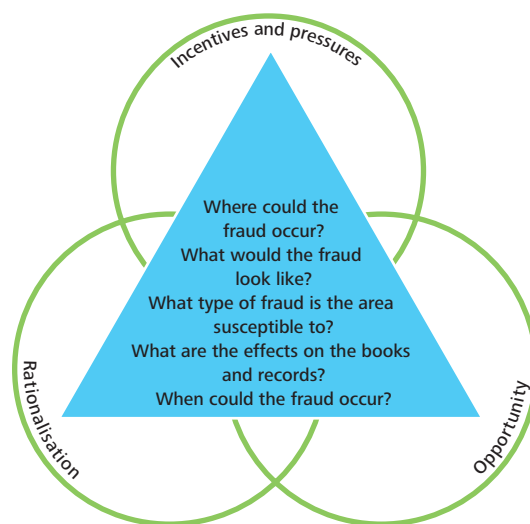 Incentives and pressures
Where could the
fraud occur?
What would the fraud
look like?
What type of fraud is the area
susceptible to?
What are the effects on the books
and records?
When could the fraud occur?
Rationalisation
Opportunity